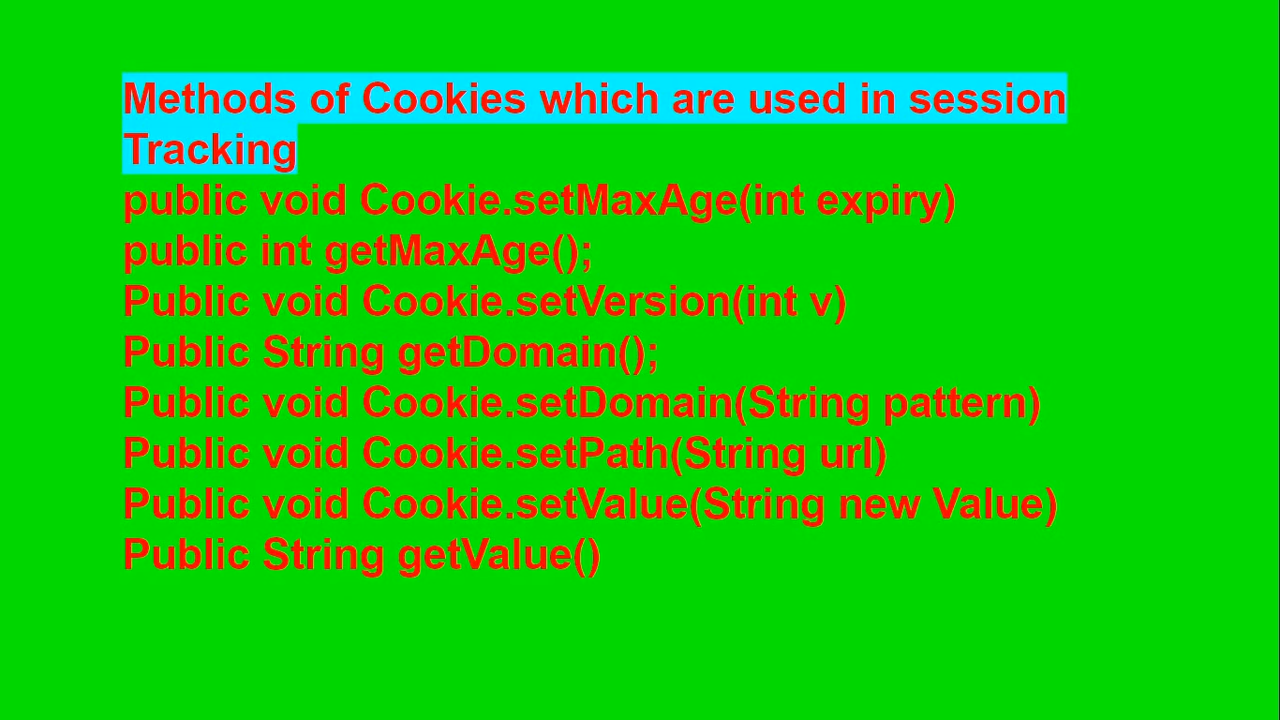 Methods of Cookies which are used in session
Tracking
public void Cookie.setMaxAge(int expiry)
public int getMaxAge();
Public void Cookie.setVersion(int v)
Public String getDomain();
Public void Cookie.setDomain(String pattern)
Public void Cookie.setPath(String url)
Public void Cookie.setValue(String new Value)
Public String getValue()